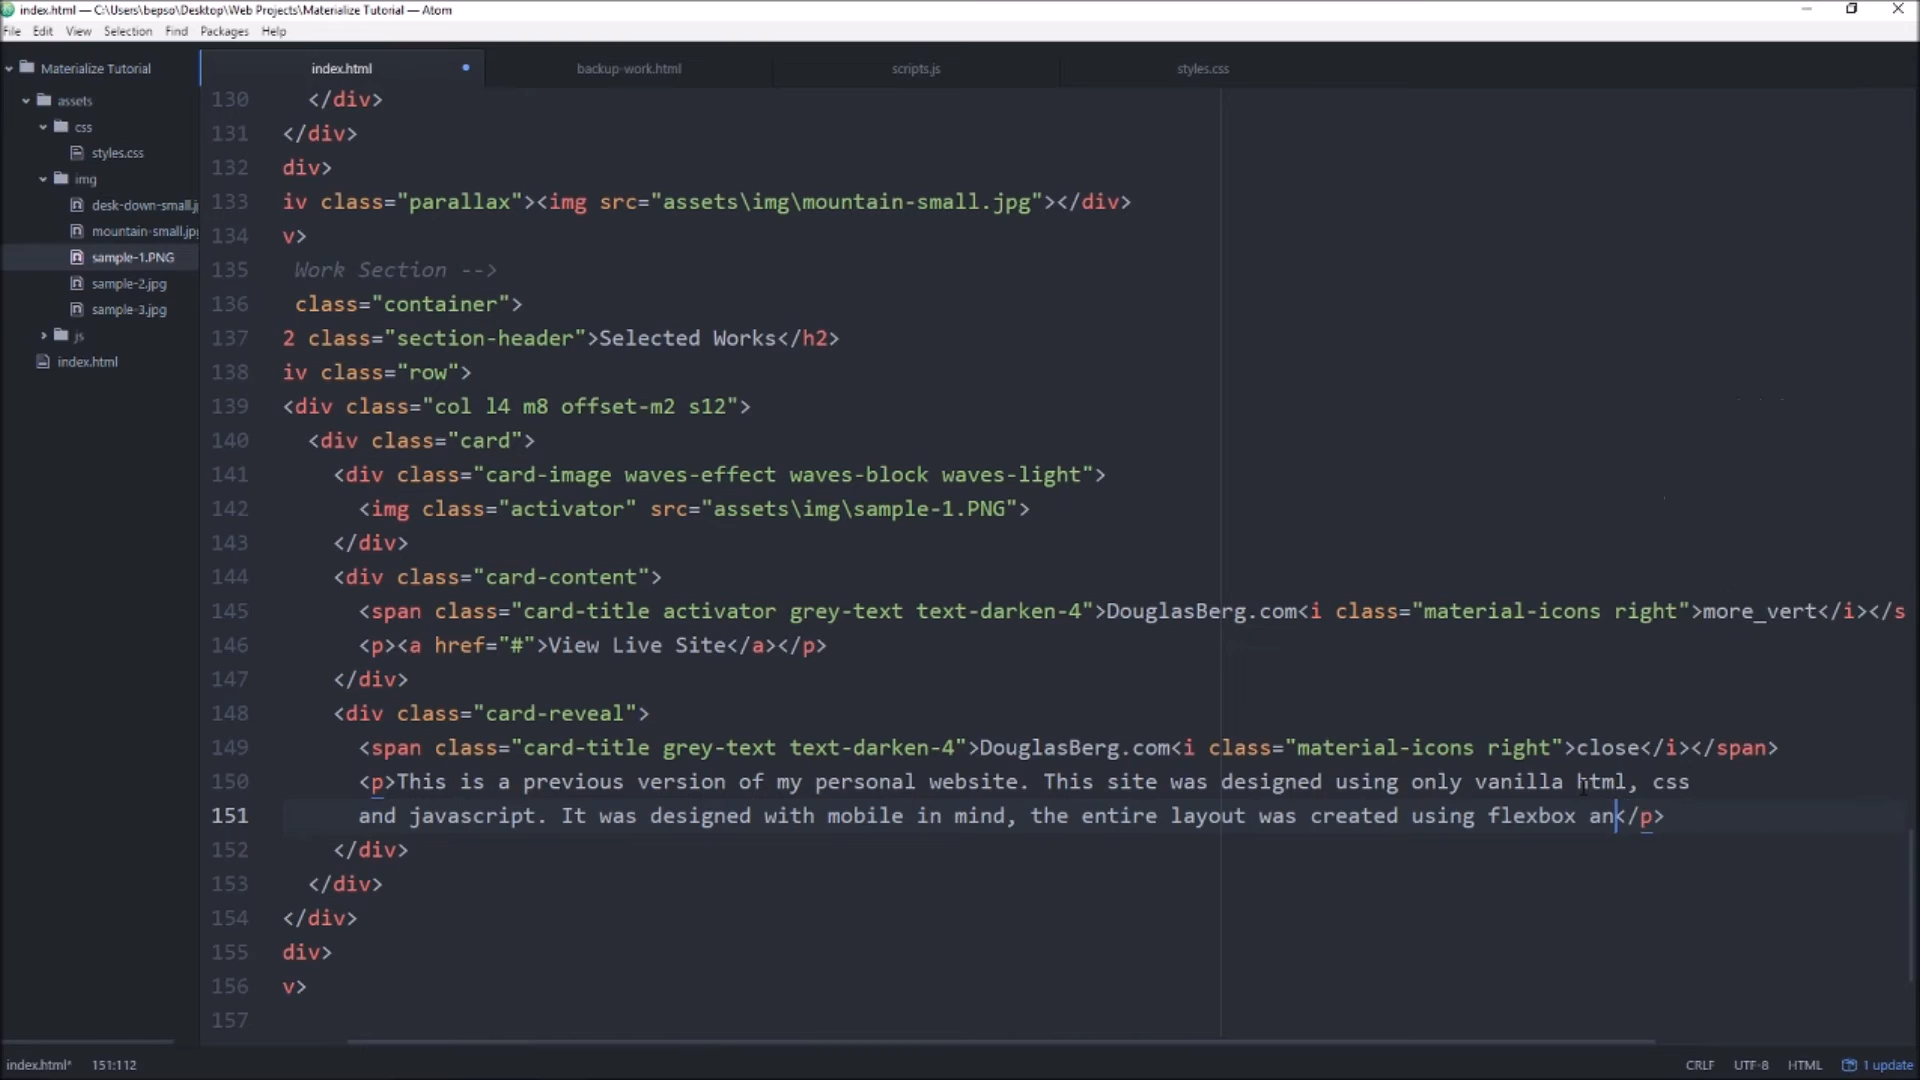 index.html — C:\Users\bepso\Desktop\Web Projects\Materialize Tutorial — Atom
File Edit View Selection Find Packages Help
Materialize Tutorial
assets
css
styles.css
img
desk-down-small.j
mountain-small.jp
sample-1.PNG
sample-2.jpg
sample-3.jpg
js
index.html
index.html backup-work.html scripts.js styles.css
130 </div>
131 </div>
132 div>
133 iv class="parallax"><img src="assets\img\mountain-small.jpg"></div>
134 v>
135 Work Section -->
136 class="container">
137 2 class="section-header">Selected Works</h2>
138 iv class="row">
139 <div class="col l4 m8 offset-m2 s12">
140 <div class="card">
141 <div class="card-image waves-effect waves-block waves-light">
142 <img class="activator" src="assets\img\sample-1.PNG">
143 </div>
144 <div class="card-content">
145 <span class="card-title activator grey-text text-darken-4">DouglasBerg.com<i class="material-icons right">more_vert</i></s
146 <p><a href="#">View Live Site</a></p>
147 </div>
148 <div class="card-reveal">
149 <span class="card-title grey-text text-darken-4">DouglasBerg.com<i class="material-icons right">close</i></span>
150 <p>This is a previous version of my personal website. This site was designed using only vanilla html, css
151 and javascript. It was designed with mobile in mind, the entire layout was created using flexbox an</p>
152 </div>
153 </div>
154 </div>
155 div>
156 v>
157
index.html* 151:112 CRLF UTF-8 HTML 1 update